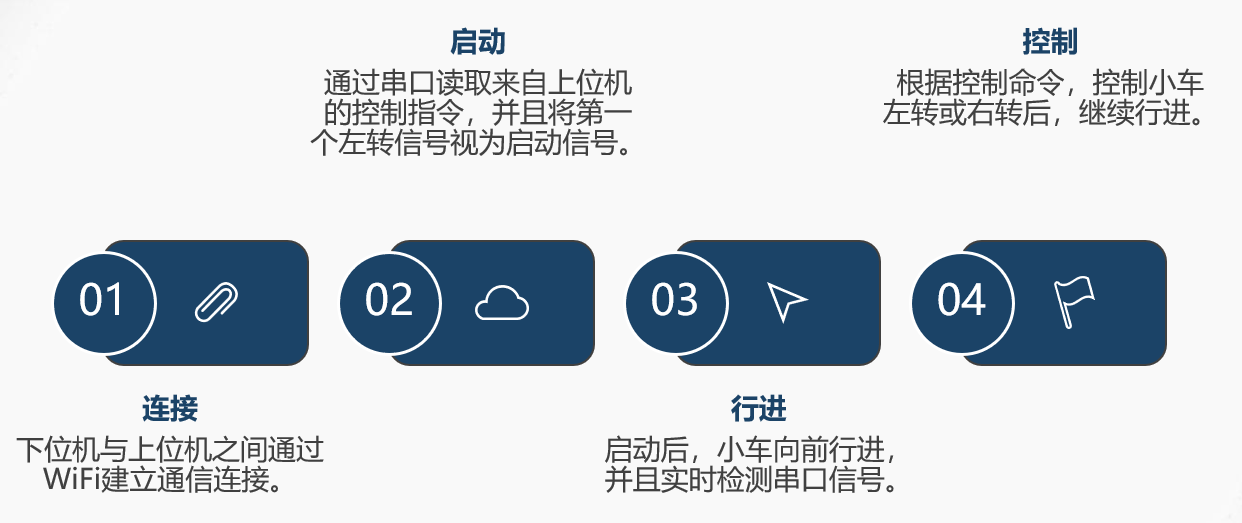 启动
通过串口读取来自上位机
的控制指令，并且将第一
个左转信号视为启动信号。
控制
根据控制命令，控制小车
左转或右转后，继续行进。
01
02
03
04
连接
下位机与上位机之间通过
WiFi建立通信连接。
行进
启动后，小车向前行进，
并且实时检测串口信号。